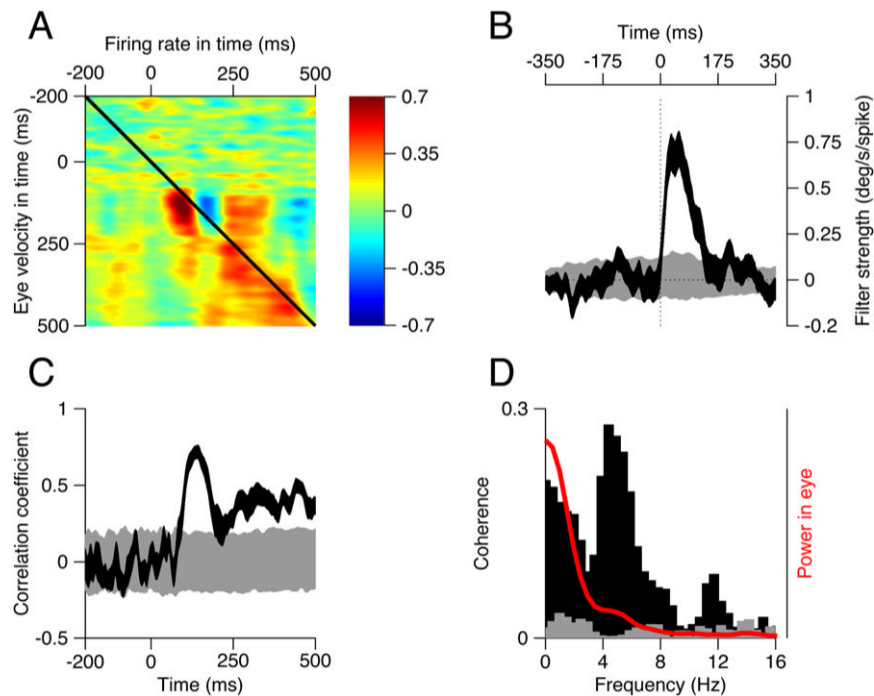 A
Firing rate in time (ms)
-200 0 250 500
Eye velocity in time (ms)
-200
0
250
500
0.7
0.35
0
-0.35
-0.7
B
Time (ms)
-350 -175 0 175 350
Filter strength (deg/s/spike)
1
0.75
0.25
0
-0.2
C
Correlation coefficient
1
0.5
0
-0.5
-200 0 250 500
Time (ms)
D
Coherence
0.3
0
Power in eye
0 4 8 12 16
Frequency (Hz)